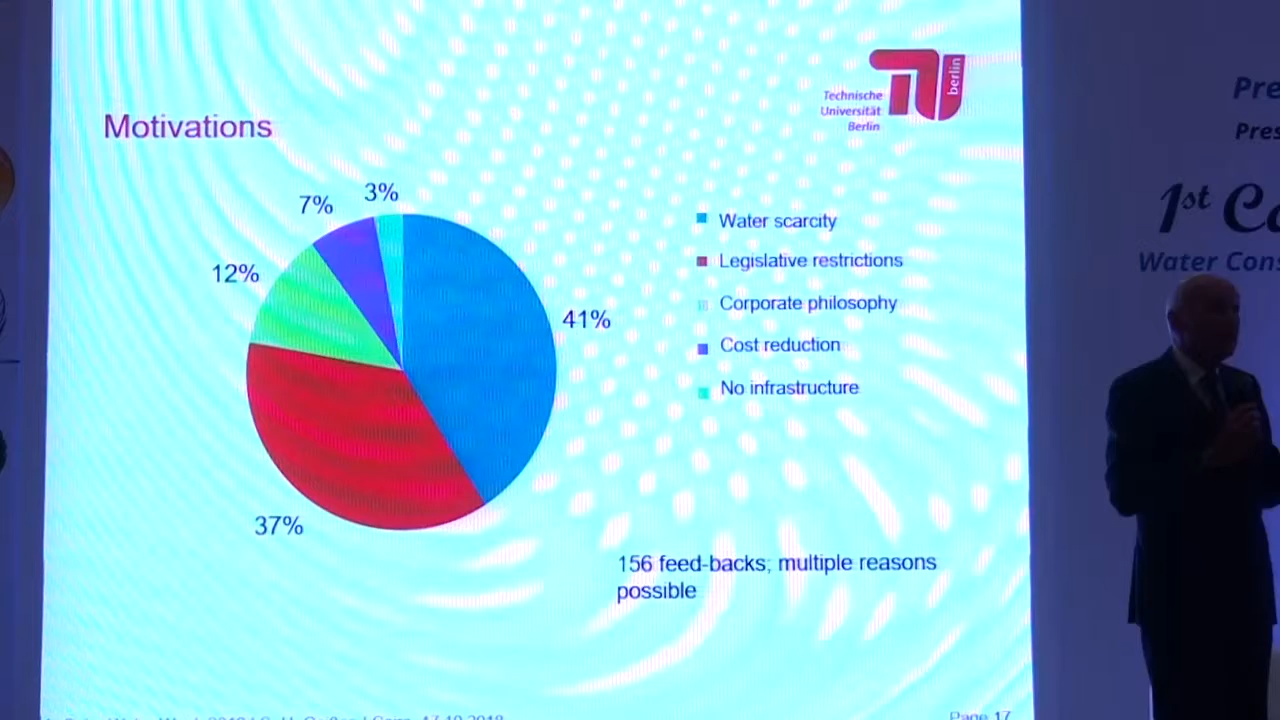 Motivations
Technische
Universität
Berlin
berlin
3%
7%
12%
41%
37%
Water scarcity
Legislative restrictions
Corporate philosophy
Cost reduction
No infrastructure
156 feed-backs; multiple reasons
possible
Page 17
Pre
Pres
1st Ca
Water Cons